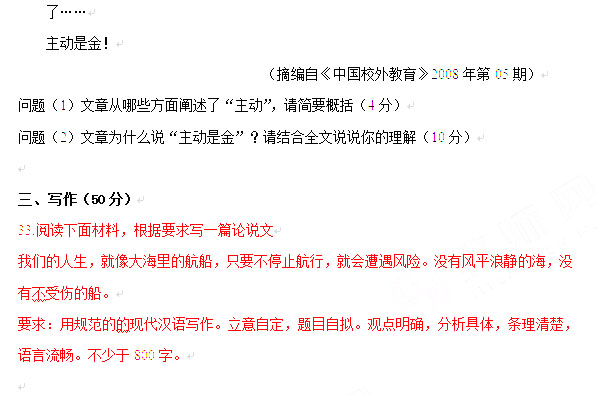 了……
主动是金！
（摘编自《中国校外教育》2008年第05期）
问题（1）文章从哪些方面阐述了“主动”，请简要概括（4分）
问题（2）文章为什么说“主动是金”？请结合全文说说你的理解（10分）
三、写作（50分）
33.阅读下面材料，根据要求写一篇论说文
我们的人生，就像大海里的航船，只要不停止航行，就会遭遇风险。没有风平浪静的海，没
有不受伤的船。
要求：用规范的的现代汉语写作。立意自定，题目自拟。观点明确，分析具体，条理清楚，
语言流畅。不少于800字。